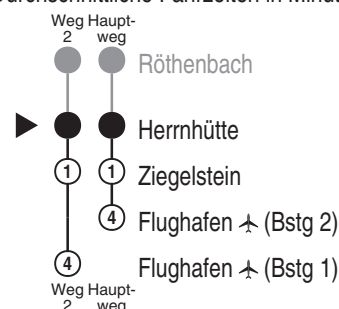 Durchschnittliche Fahrzeiten in Minut
Weg Haupt-
2 weg
Röthenbach
Herrnhütte
1 1 Ziegelstein
4 Flughafen (Bstg 2)
4 Flughafen (Bstg 1)
Weg Haupt-
2 weg